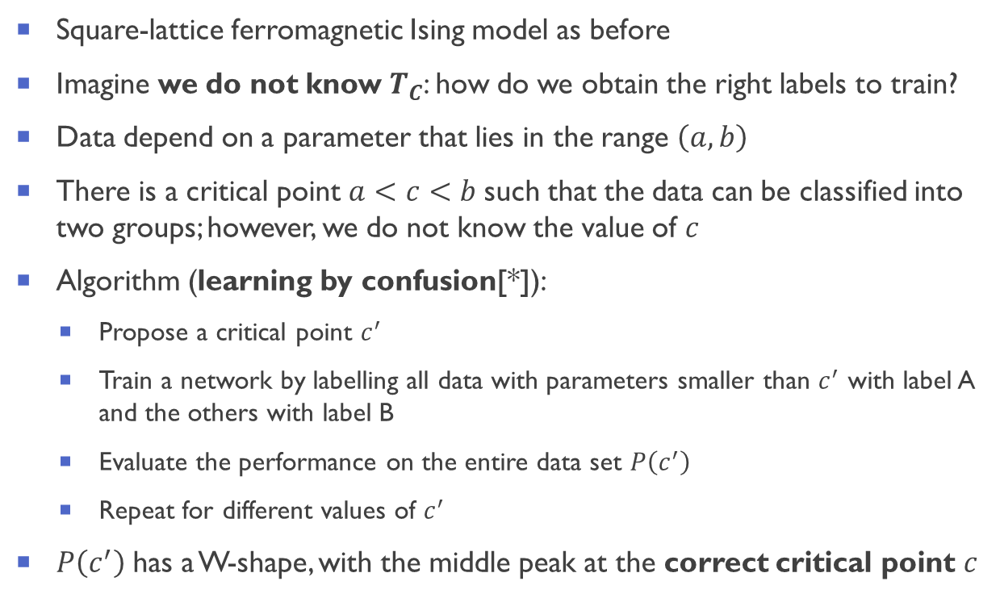 Square-lattice ferromagnetic Ising model as before
Imagine we do not know T_C: how do we obtain the right labels to train?
Data depend on a parameter that lies in the range (a, b)
There is a critical point a < c < b such that the data can be classified into
two groups; however, we do not know the value of c
Algorithm (learning by confusion[*]):
Propose a critical point c′
Train a network by labelling all data with parameters smaller than c′ with label A
and the others with label B
Evaluate the performance on the entire data set P(c′)
Repeat for different values of c′
P(c′) has a W-shape, with the middle peak at the correct critical point c